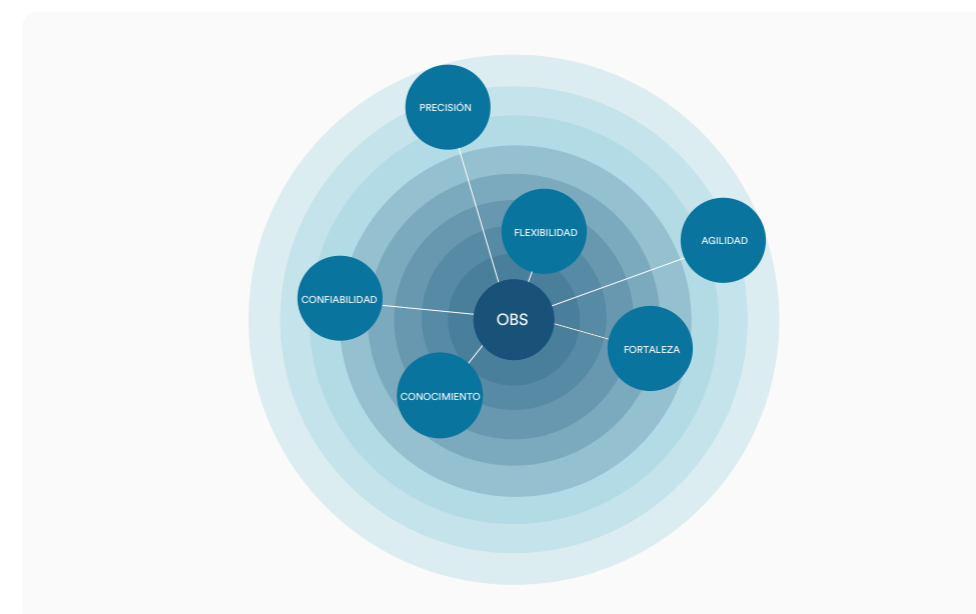 PRECISIÓN
FLEXIBILIDAD
AGILIDAD
CONFIABILIDAD
OBS
FORTALEZA
CONOCIMIENTO